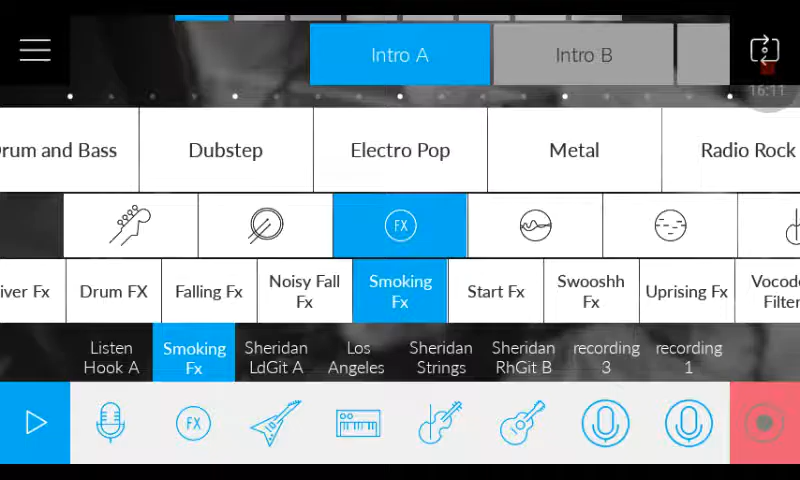 Intro A
Intro B
16:11
rum and Bass
Dubstep
Electro Pop
Metal
Radio Rock
FX
iver Fx
Drum FX
Falling Fx
Noisy Fall
Fx
Smoking
Fx
Start Fx
Swooshh
Fx
Uprising Fx
Vocode
Filter
Listen
Hook A
Smoking
Fx
Sheridan
LdGit A
Los
Angeles
Sheridan
Strings
Sheridan
RhGit B
recording
3
recording
1
FX